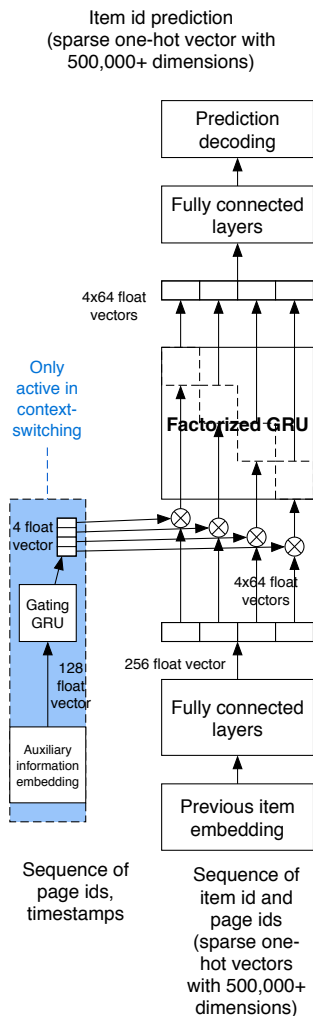 Item id prediction
(sparse one-hot vector with
500,000+ dimensions)
Prediction
decoding
Fully connected
layers
4x64 float
vectors
Only
active in
context-
switching
Factorized GRU
4 float
vector
Gating
GRU
4x64 float
vectors
128
float
vector
256 float vector
Fully connected
layers
Auxiliary
information
embedding
Previous item
embedding
Sequence of
page ids,
timestamps
Sequence of
item id and
page ids
(sparse one-
hot vectors
with 500,000+
dimensions)